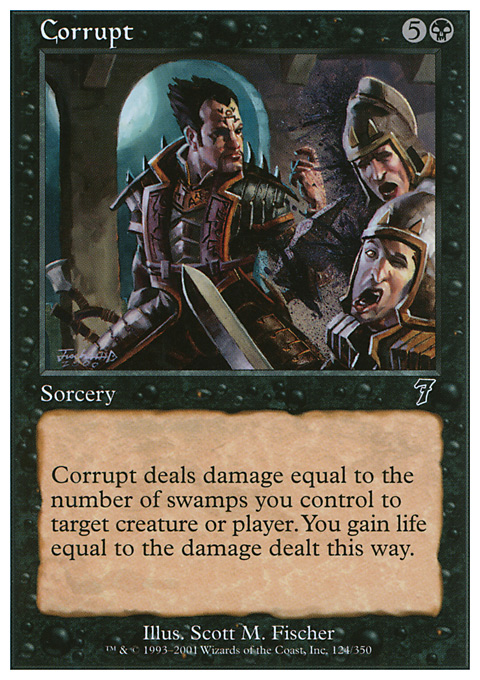 Corrupt
5
Sorcery
7
Corrupt deals damage equal to the
number of swamps you control to
target creature or player. You gain life
equal to the damage dealt this way.
Illus. Scott M. Fischer
™ & © 1993–2001 Wizards of the Coast, Inc. 124/350